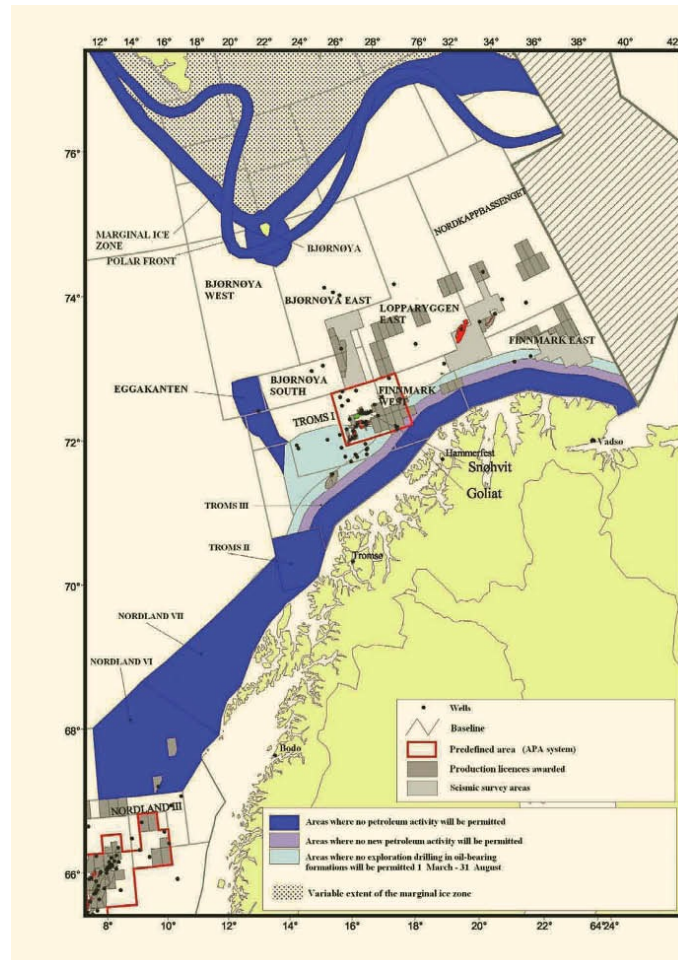 12° 18° 20° 22° 24° 26° 28° 32° 34° 36° 38° 40° 42°
76°
MARGINAL ICE
ZONE
POLAR FRONT
BJØRNØYA
NORDKAPPBASSENGET
BJØRNØYA
WEST
BJØRNØYA EAST
74°
LOPPARYGGEN
EAST
FINNMARK EAST
EGGAKANTEN
BJØRNØYA
SOUTH
FINNMARK
WEST
TROMS I
72°
Vadsø
Hammerfest
Snøhvit
Goliat
TROMS III
TROMS II
Tromsø
70°
NORDLAND VII
NORDLAND VI
68°
Bodø
NORDLAND III
66°
Wells
Baseline
Predefined area (APA system)
Production licences awarded
Seismic survey areas
Areas where no petroleum activity will be permitted
Areas where no new petroleum activity will be permitted
Areas where no exploration drilling in oil-bearing
formations will be permitted 1 March - 31 August
Variable extent of the marginal ice zone
8° 10° 12° 14° 16° 18° 20° 22° 64°24°